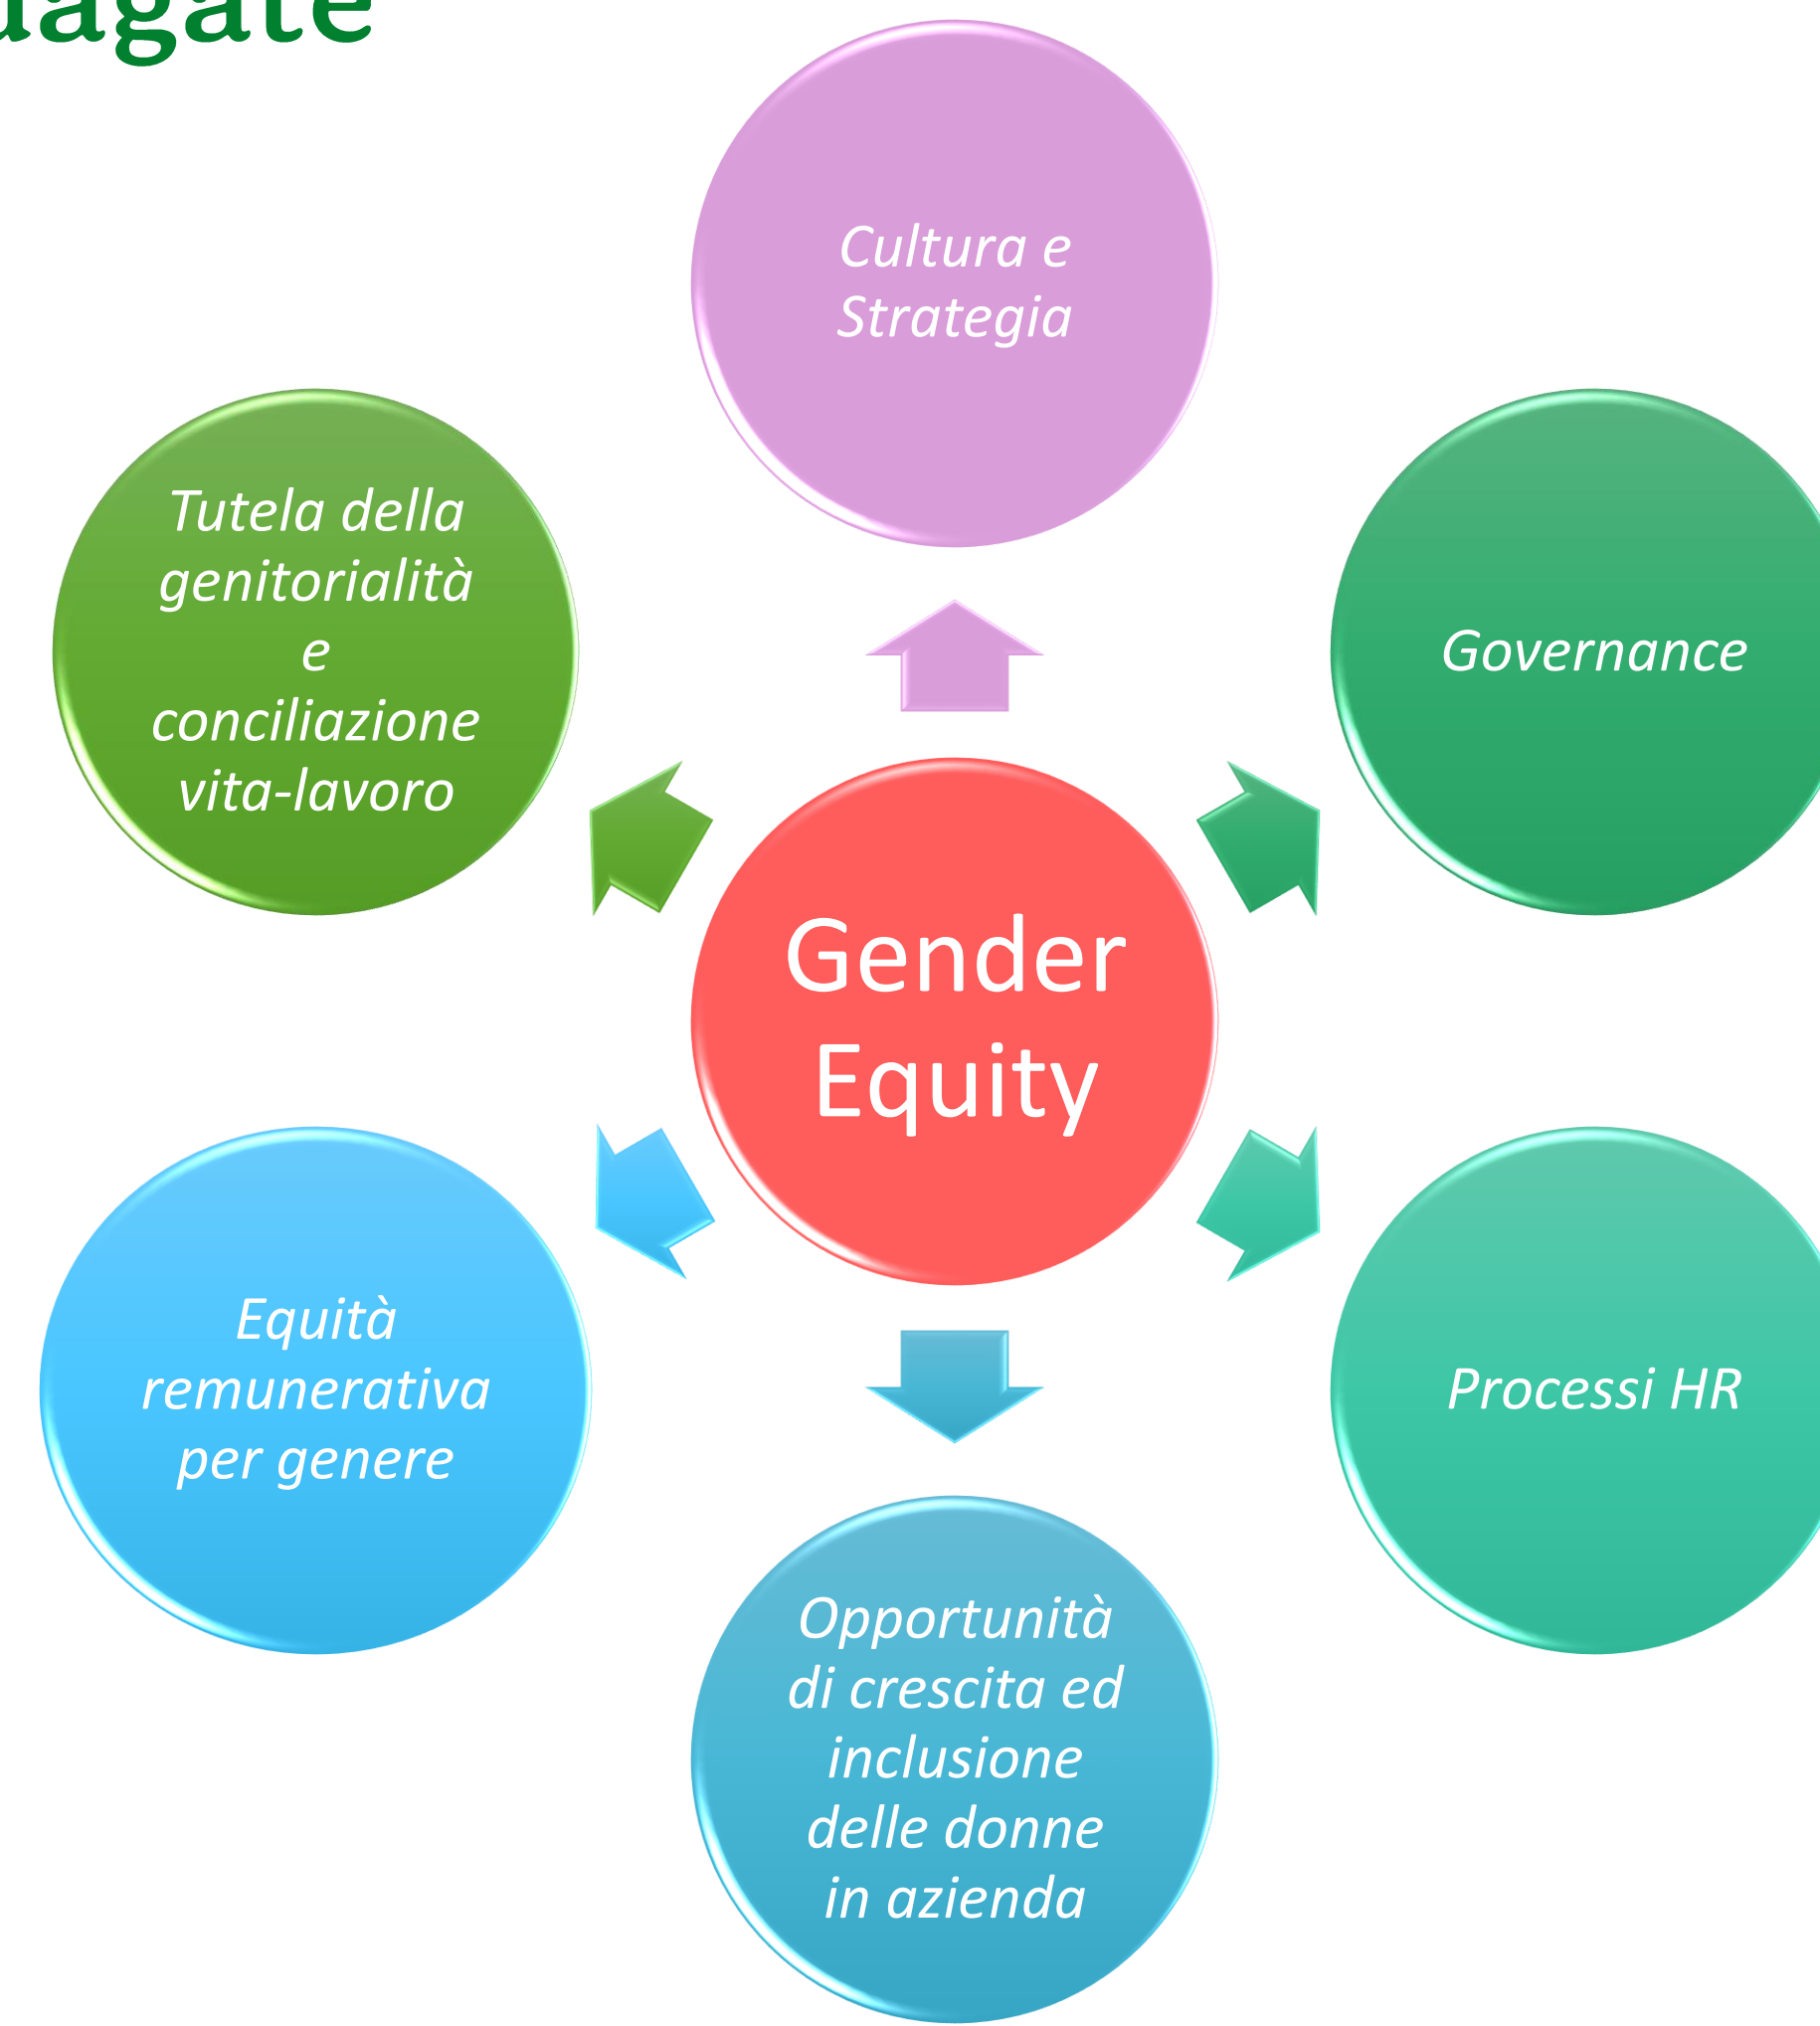 Cultura e
Strategia
Governance
Processi HR
Opportunità
di crescita ed
inclusione
delle donne
in azienda
Equità
remunerativa
per genere
Tutela della
genitorialità
e
conciliazione
vita-lavoro
Gender
Equity